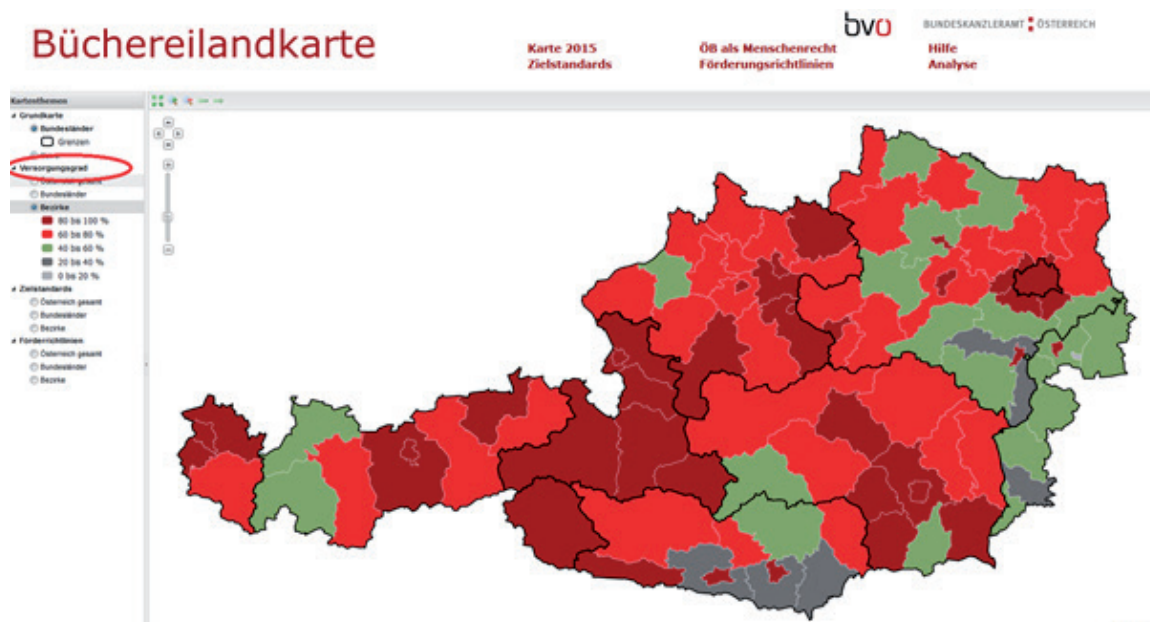 Büchereilandkarte
bvö
BUNDESKANZLERAMT ÖSTERREICH
Karte 2015
Zielstandards
ÖB als Menschenrecht
Förderungsrichtlinien
Hilfe
Analyse
Kartenthemen
Grundkarte
Bundesländer
Grenzen
Versorgungsgrad
Österreich gesamt
Bundesländer
Bezirke
80 bis 100 %
60 bis 80 %
40 bis 60 %
20 bis 40 %
0 bis 20 %
Zielstandards
Österreich gesamt
Bundesländer
Bezirke
Förderrichtlinien
Österreich gesamt
Bundesländer
Bezirke